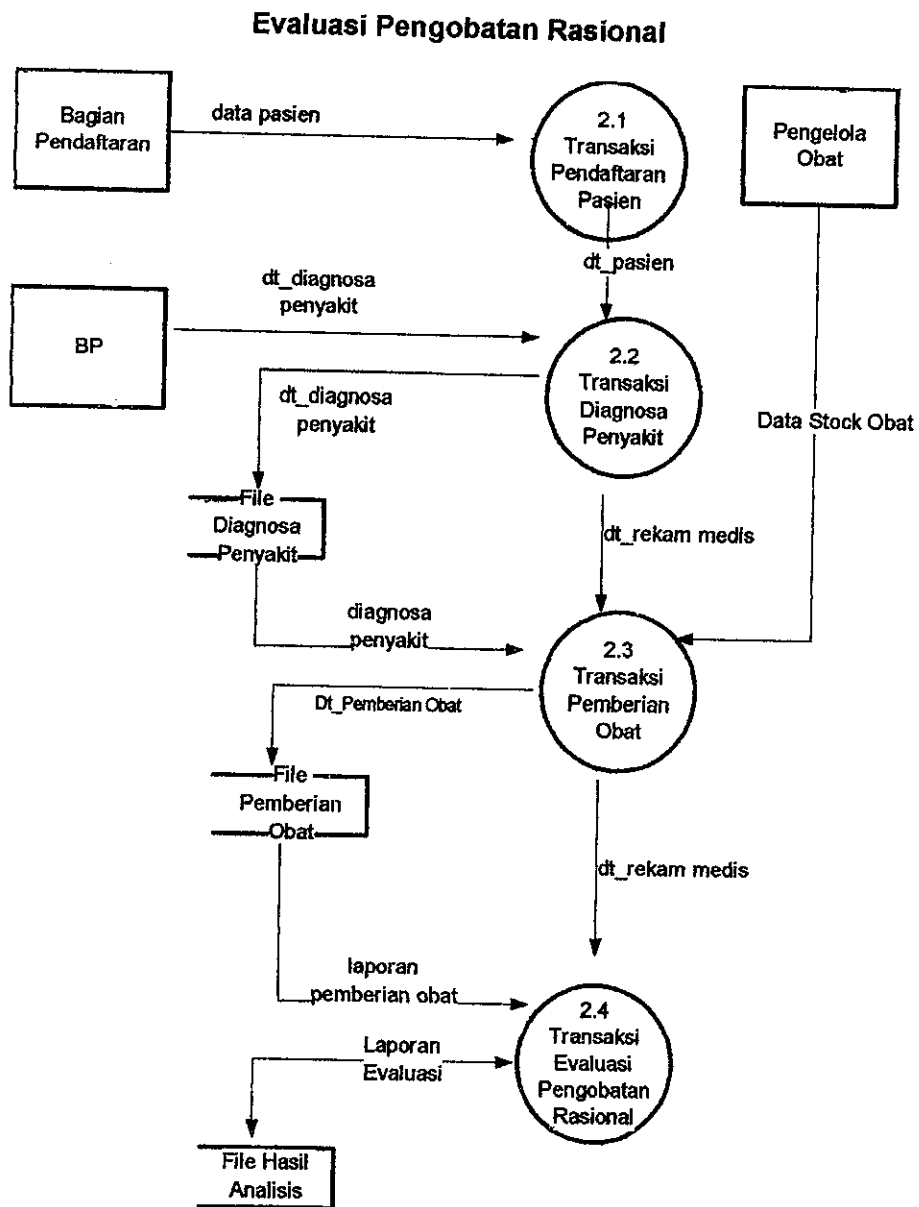 Evaluasi Pengobatan Rasional
Bagian
Pendaftaran
data pasien
2.1
Transaksi
Pendaftaran
Pasien
Pengelola
Obat
dt_pasien
BP
dt_diagnosa
penyakit
2.2
Transaksi
Diagnosa
Penyakit
dt_diagnosa
penyakit
Data Stock Obat
File
Diagnosa
Penyakit
dt_rekam medis
diagnosa
penyakit
2.3
Transaksi
Pemberian
Obat
Dt_Pemberian Obat
File
Pemberian
Obat
dt_rekam medis
laporan
pemberian obat
2.4
Transaksi
Evaluasi
Pengobatan
Rasional
Laporan
Evaluasi
File Hasil
Analisis